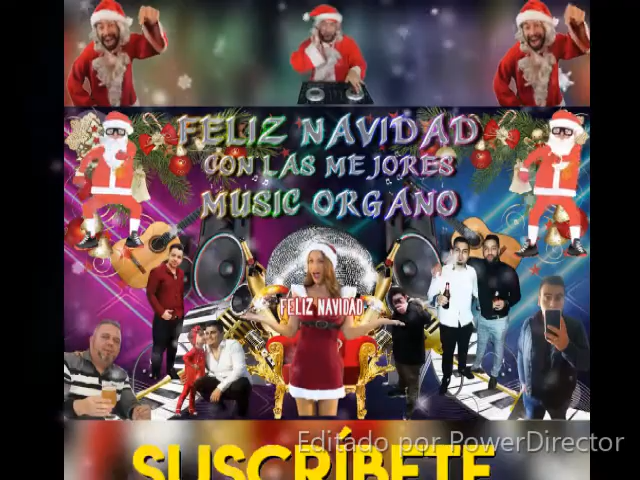 FELIZ NAVIDAD
CON LAS MEJORES
MUSIC ORGANO
FELIZ NAVIDAD
Editado por PowerDirector
SUSCRÍBETE